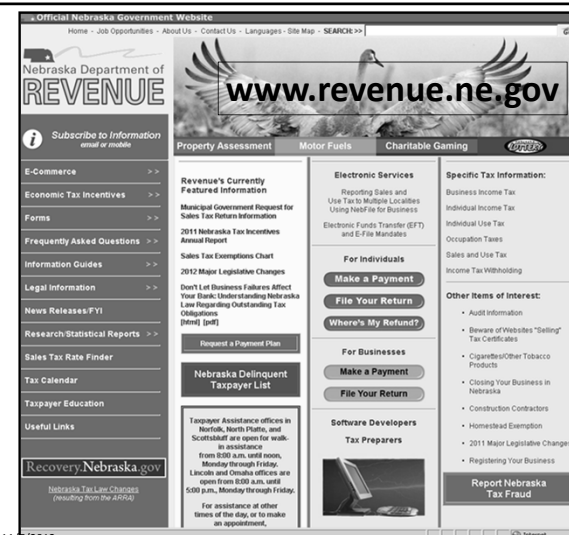 Official Nebraska Government Website
Home - Job Opportunities - About Us - Contact Us - Languages - Site Map - SEARCH: >>
Nebraska Department of
REVENUE
www.revenue.ne.gov
Subscribe to Information
email or mobile
Property Assessment
Motor Fuels
Charitable Gaming
LOTTERY
E-Commerce >>
Economic Tax Incentives >>
Forms >>
Frequently Asked Questions >>
Information Guides >>
Legal Information >>
News Releases/FYI
Research/Statistical Reports >>
Sales Tax Rate Finder
Tax Calendar
Taxpayer Education
Useful Links
Recovery.Nebraska.gov
Nebraska Tax Law Changes
(resulting from the ARRA)
Revenue's Currently
Featured Information
Municipal Government Request for
Sales Tax Return Information
2011 Nebraska Tax Incentives
Annual Report
Sales Tax Exemptions Chart
2012 Major Legislative Changes
Don't Let Business Failures Affect
Your Bank: Understanding Nebraska
Law Regarding Outstanding Tax
Obligations
[html] [pdf]
Request a Payment Plan
Nebraska Delinquent
Taxpayer List
Taxpayer Assistance offices in
Norfolk, North Platte, and
Scottsbluff are open for walk-
in assistance
from 8:00 a.m. until noon,
Monday through Friday.
Lincoln and Omaha offices are
open from 8:00 a.m. until
5:00 p.m., Monday through Friday.
For assistance at other
times of the day, or to make
an appointment,
Electronic Services
Reporting Sales and
Use Tax to Multiple Localities
Using NebFile for Business
Electronic Funds Transfer (EFT)
and E-File Mandates
For Individuals
Make a Payment
File Your Return
Where's My Refund?
For Businesses
Make a Payment
File Your Return
Software Developers
Tax Preparers
Specific Tax Information:
Business Income Tax
Individual Income Tax
Individual Use Tax
Occupation Taxes
Sales and Use Tax
Income Tax Withholding
Other Items of Interest:
• Audit Information
• Beware of Websites "Selling"
Tax Certificates
• Cigarettes/Other Tobacco
Products
• Closing Your Business in
Nebraska
• Construction Contractors
• Homestead Exemption
• 2011 Major Legislative Changes
• Registering Your Business
Report Nebraska
Tax Fraud
Internet